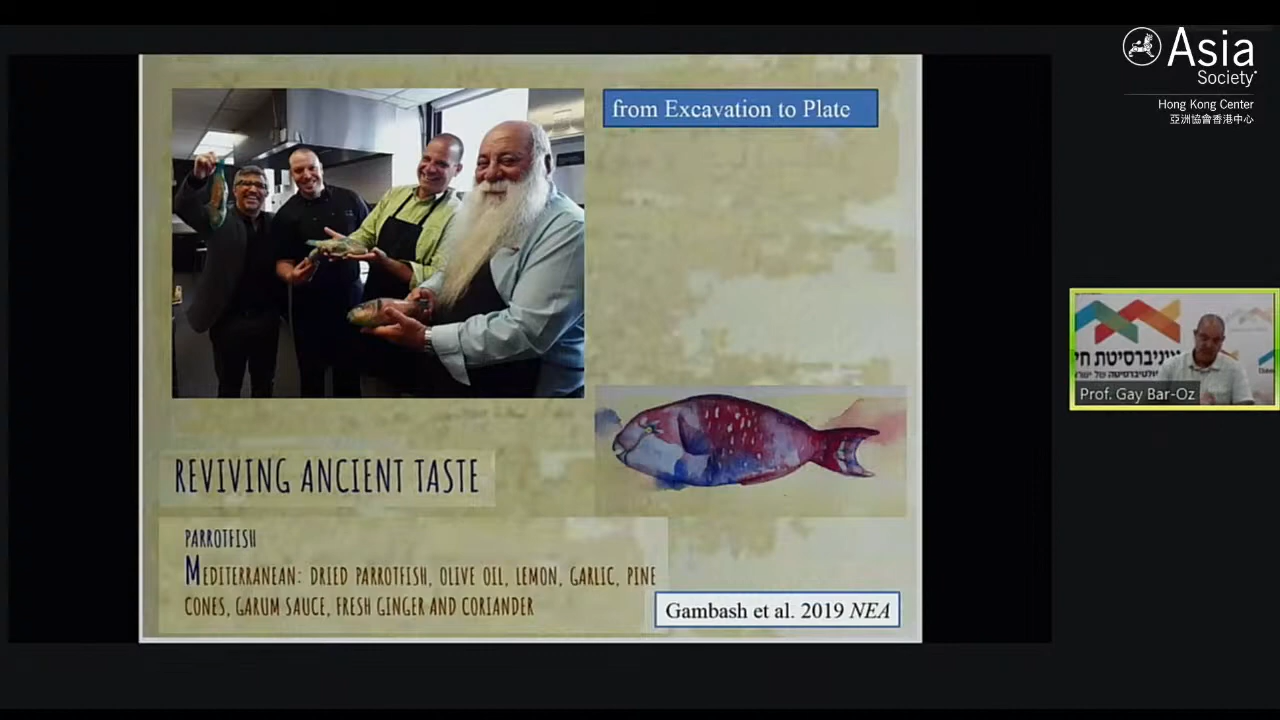 Asia
Society
Hong Kong Center
亞洲協會香港中心
from Excavation to Plate
REVIVING ANCIENT TASTE
PARROTFISH
MEDITERRANEAN: DRIED PARROTFISH, OLIVE OIL, LEMON, GARLIC, PINE
CONES, GARUM SAUCE, FRESH GINGER AND CORIANDER
Gambash et al. 2019 NEA
Prof. Gay Bar-Oz